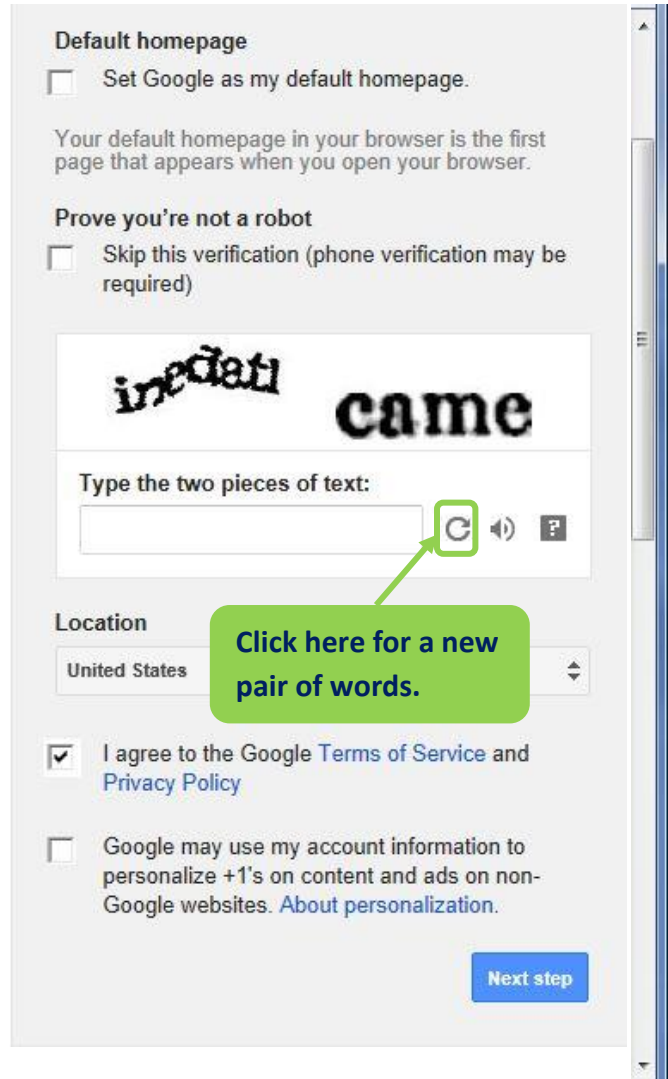 Default homepage
Set Google as my default homepage.
Your default homepage in your browser is the first
page that appears when you open your browser.
Prove you're not a robot
Skip this verification (phone verification may be
required)
inedatl came
Type the two pieces of text:
Location
United States
Click here for a new
pair of words.
I agree to the Google Terms of Service and
Privacy Policy
Google may use my account information to
personalize +1's on content and ads on non-
Google websites. About personalization.
Next step